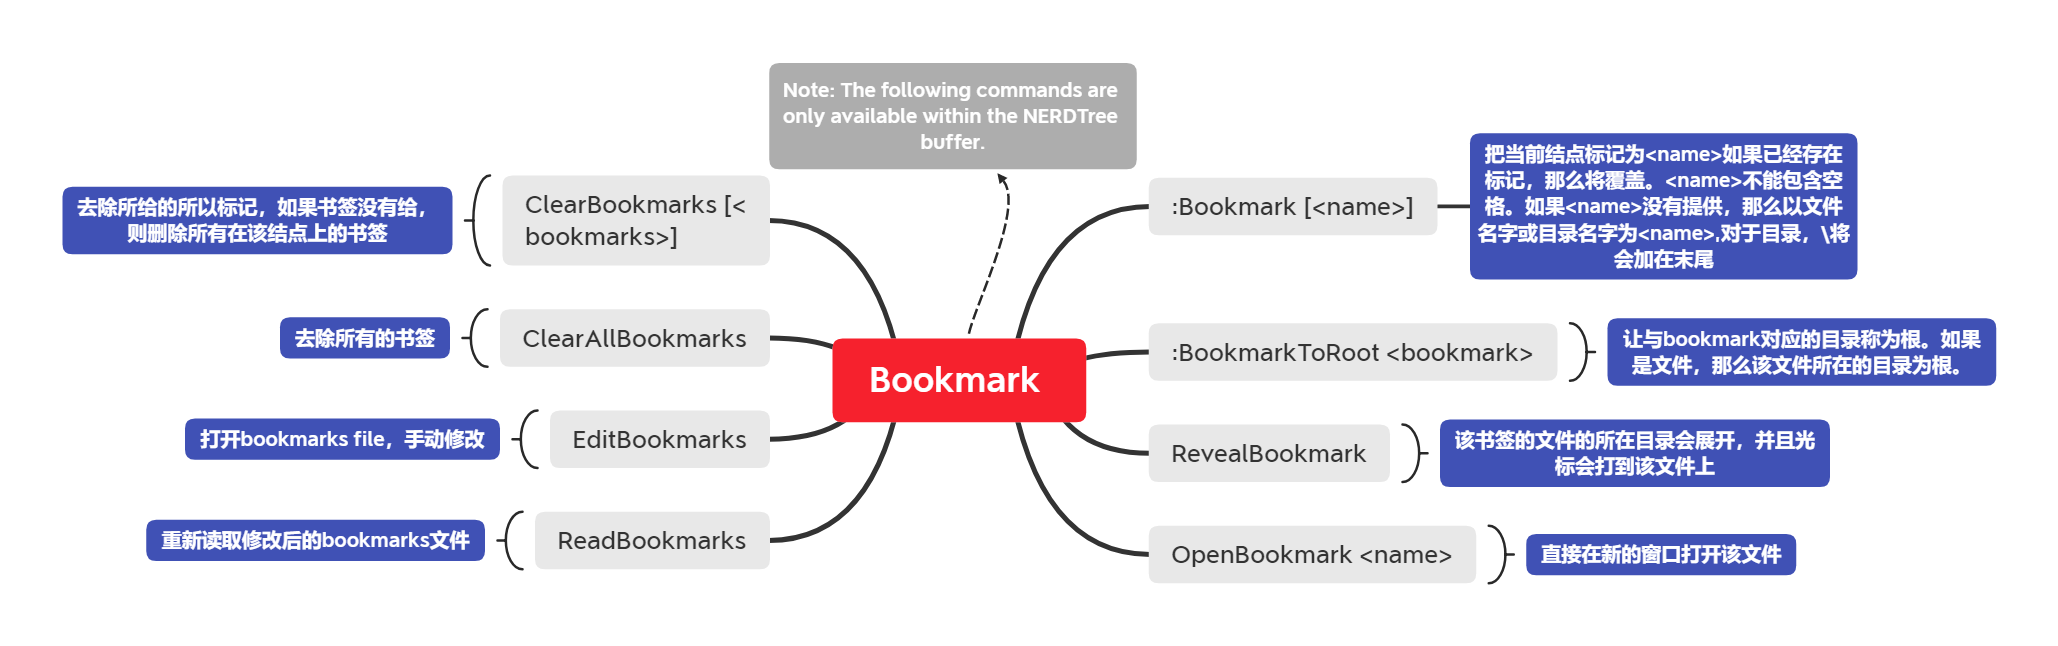 Note: The following commands are
only available within the NERDTree
buffer.
Bookmark
:Bookmark [<name>]
把当前结点标记为<name>如果已经存在
标记，那么将覆盖。<name>不能包含空
格。如果<name>没有提供，那么以文件
名字或目录名字为<name>,对于目录，\将
会加在末尾
:BookmarkToRoot <bookmark>
让与bookmark对应的目录称为根。如果
是文件，那么该文件所在的目录为根。
RevealBookmark
该书签的文件的所在目录会展开，并且光
标会打到该文件上
OpenBookmark <name>
直接在新的窗口打开该文件
ClearBookmarks [<
bookmarks>]
去除所给的所以标记，如果书签没有给，
则删除所有在该结点上的书签
ClearAllBookmarks
去除所有的书签
EditBookmarks
打开bookmarks file，手动修改
ReadBookmarks
重新读取修改后的bookmarks文件